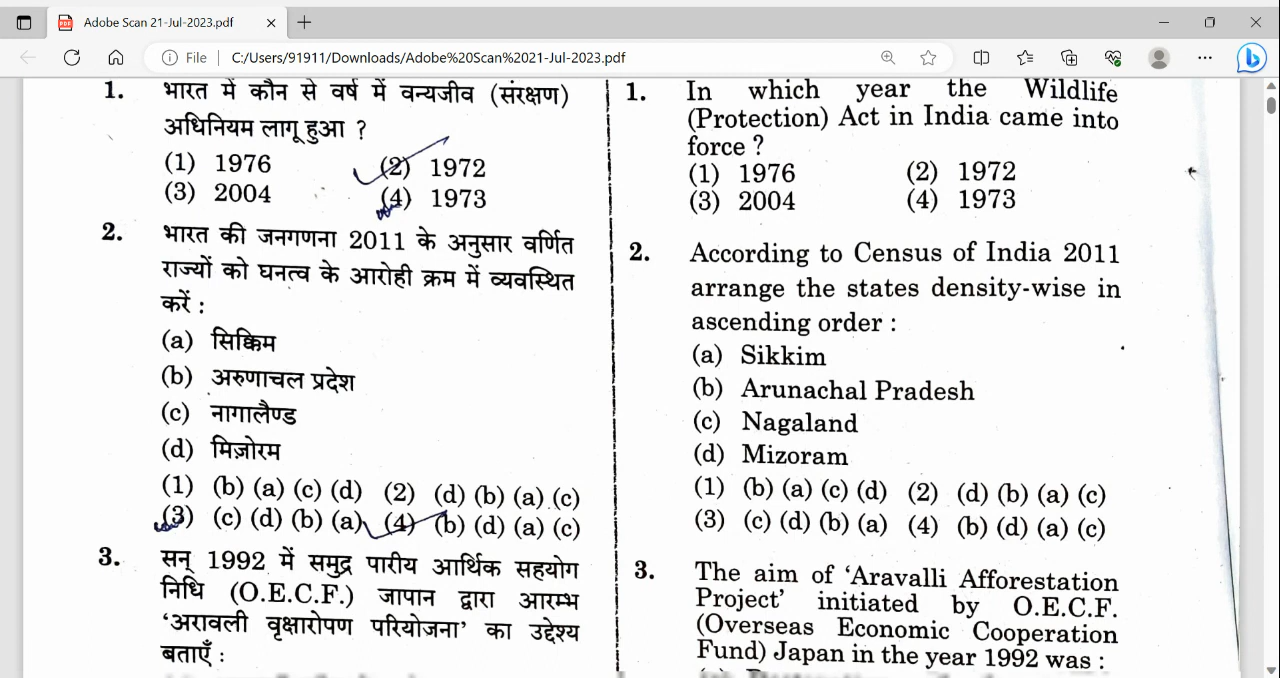 Adobe Scan 21-Jul-2023.pdf
File
C:/Users/91911/Downloads/Adobe%20Scan%2021-Jul-2023.pdf
1. भारत में कौन से वर्ष में वन्यजीव (संरक्षण)
अधिनियम लागू हुआ ?
(1) 1976 (2) 1972
(3) 2004 (4) 1973
2. भारत की जनगणना 2011 के अनुसार वर्णित
राज्यों को घनत्व के आरोही क्रम में व्यवस्थित
करें :
(a) सिक्किम
(b) अरुणाचल प्रदेश
(c) नागालैण्ड
(d) मिज़ोरम
(1) (b) (a) (c) (d) (2) (d) (b) (a) (c)
(3) (c) (d) (b) (a) (4) (b) (d) (a) (c)
3. सन् 1992 में समुद्र पारीय आर्थिक सहयोग
निधि (O.E.C.F.) जापान द्वारा आरम्भ
‘अरावली वृक्षारोपण परियोजना’ का उद्देश्य
बताएँ :
1. In which year the Wildlife
(Protection) Act in India came into
force ?
(1) 1976 (2) 1972
(3) 2004 (4) 1973
2. According to Census of India 2011
arrange the states density-wise in
ascending order :
(a) Sikkim
(b) Arunachal Pradesh
(c) Nagaland
(d) Mizoram
(1) (b) (a) (c) (d) (2) (d) (b) (a) (c)
(3) (c) (d) (b) (a) (4) (b) (d) (a) (c)
3. The aim of ‘Aravalli Afforestation
Project’ initiated by O.E.C.F.
(Overseas Economic Cooperation
Fund) Japan in the year 1992 was :